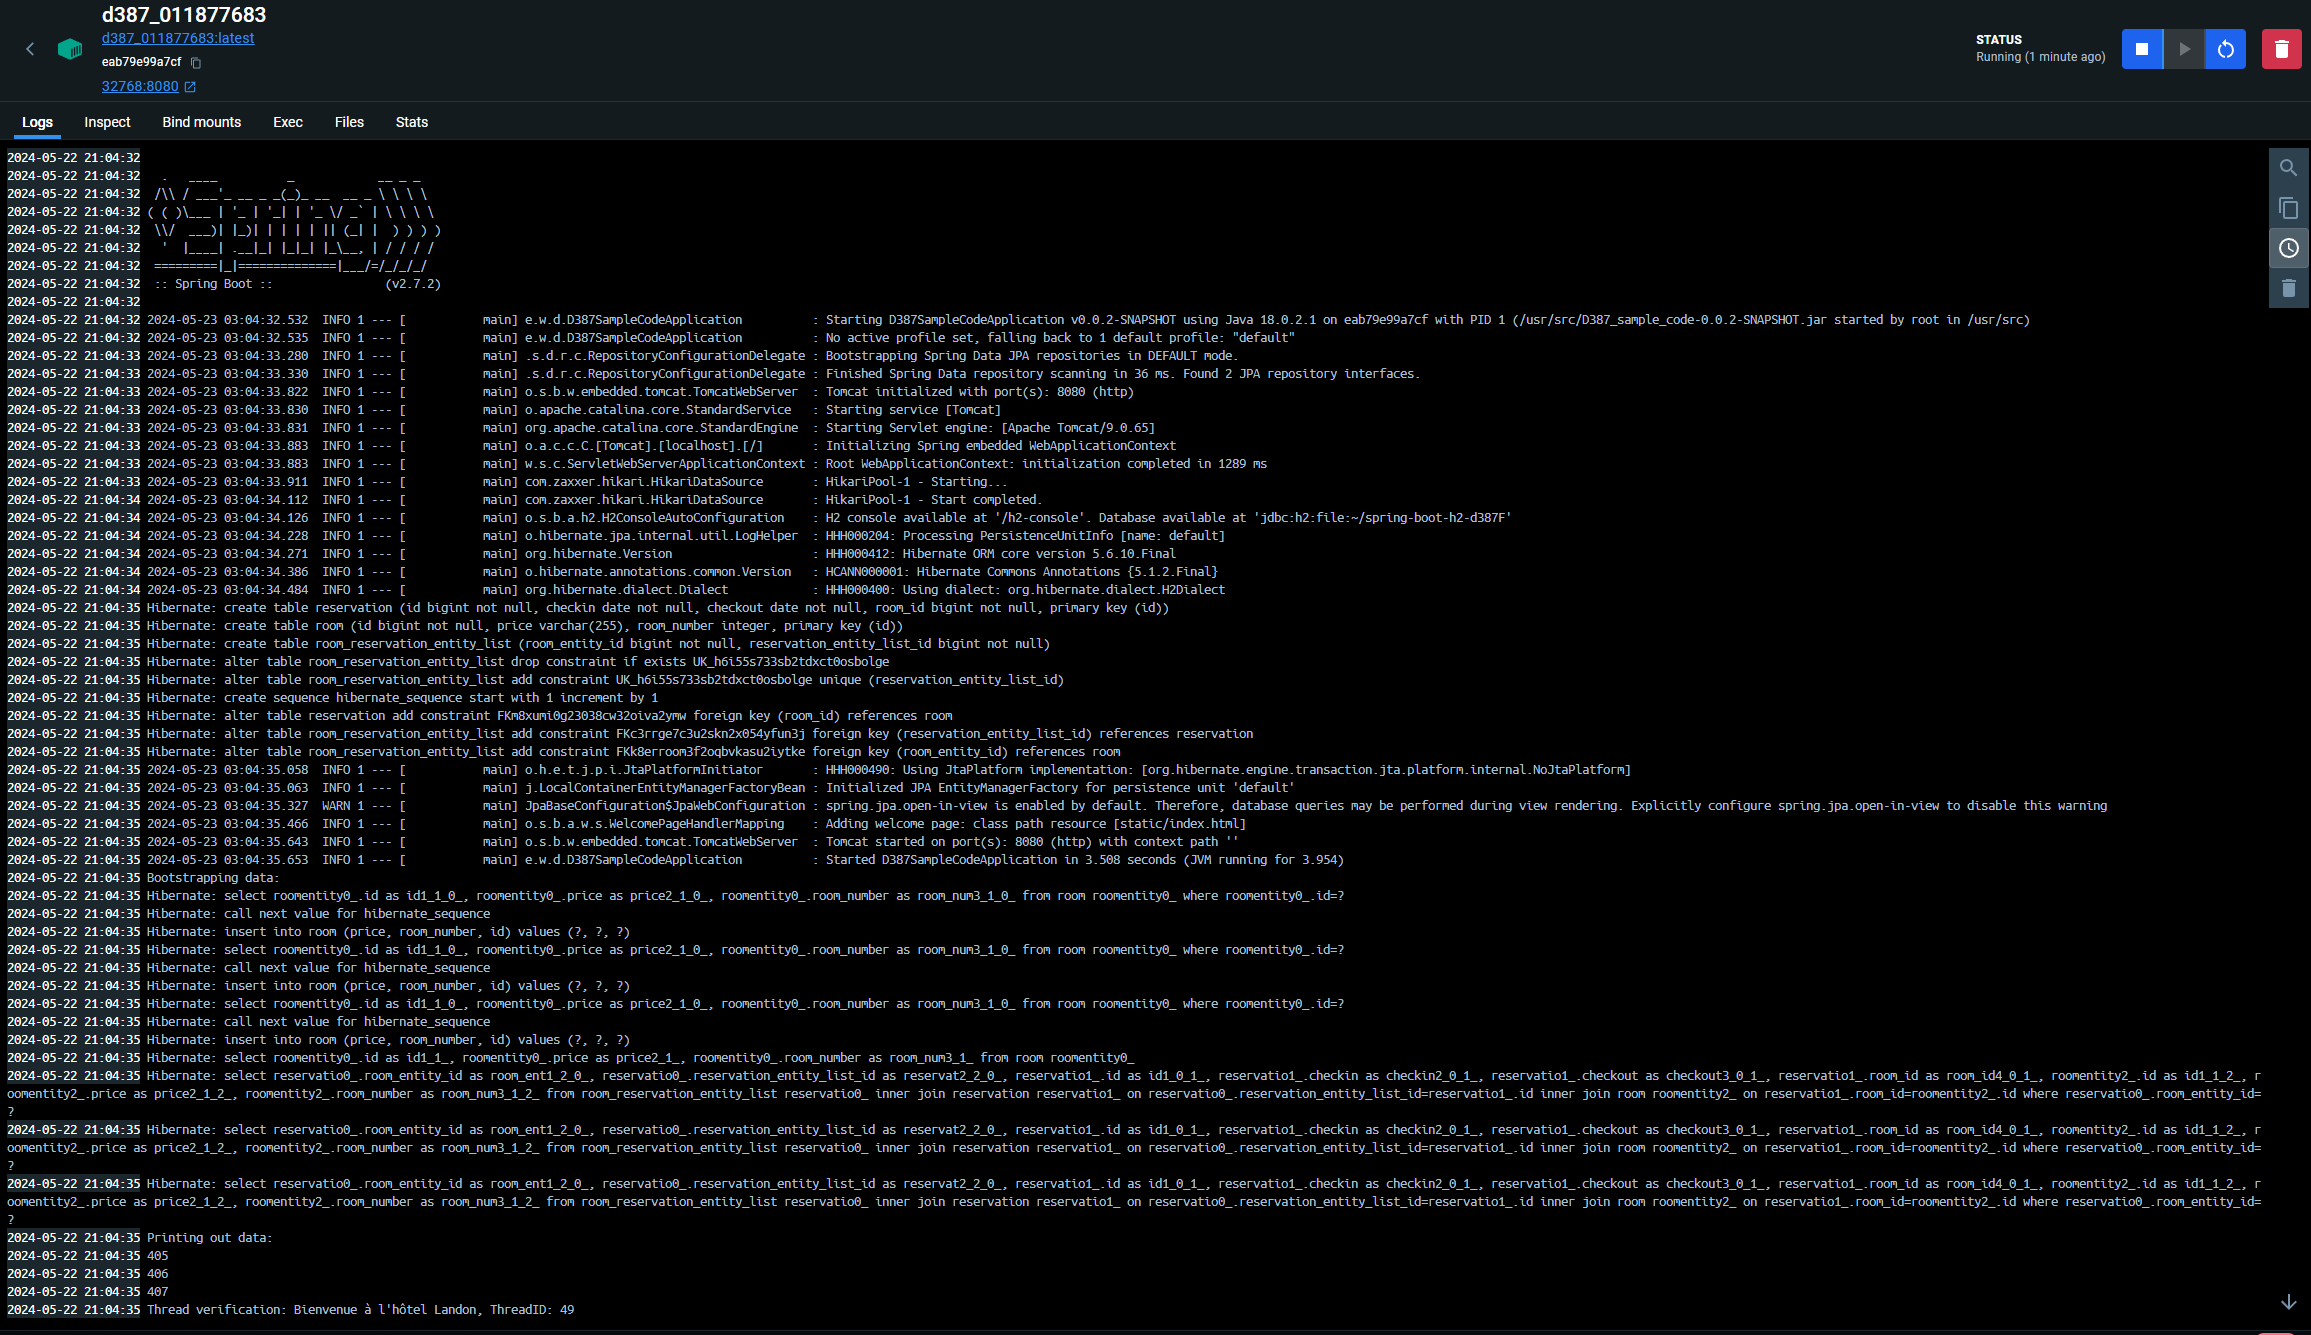 d387_011877683
d387_011877683:latest
eab79e99a7cf
32768:8080
STATUS
Running (1 minute ago)
Logs Inspect Bind mounts Exec Files Stats
2024-05-22 21:04:32
2024-05-22 21:04:32   .   ____          _            __ _ _
2024-05-22 21:04:32  /\\ / ___'_ __ _ _(_)_ __  __ _ \ \ \ \
2024-05-22 21:04:32 ( ( )\___ | '_ | '_| | '_ \/ _` | \ \ \ \
2024-05-22 21:04:32  \\/  ___)| |_)| | | | | || (_| |  ) ) ) )
2024-05-22 21:04:32   '  |____| .__|_| |_|_| |_\__, | / / / /
2024-05-22 21:04:32  =========|_|==============|___/=/_/_/_/
2024-05-22 21:04:32  :: Spring Boot ::                (v2.7.2)
2024-05-22 21:04:32
2024-05-22 21:04:32 2024-05-23 03:04:32.532  INFO 1 --- [           main] e.w.d.D387SampleCodeApplication          : Starting D387SampleCodeApplication v0.0.2-SNAPSHOT using Java 18.0.2.1 on eab79e99a7cf with PID 1 (/usr/src/D387_sample_code-0.0.2-SNAPSHOT.jar started by root in /usr/src)
2024-05-22 21:04:32 2024-05-23 03:04:32.535  INFO 1 --- [           main] e.w.d.D387SampleCodeApplication          : No active profile set, falling back to 1 default profile: "default"
2024-05-22 21:04:33 2024-05-23 03:04:33.280  INFO 1 --- [           main] .s.d.r.c.RepositoryConfigurationDelegate : Bootstrapping Spring Data JPA repositories in DEFAULT mode.
2024-05-22 21:04:33 2024-05-23 03:04:33.330  INFO 1 --- [           main] .s.d.r.c.RepositoryConfigurationDelegate : Finished Spring Data repository scanning in 36 ms. Found 2 JPA repository interfaces.
2024-05-22 21:04:33 2024-05-23 03:04:33.822  INFO 1 --- [           main] o.s.b.w.embedded.tomcat.TomcatWebServer  : Tomcat initialized with port(s): 8080 (http)
2024-05-22 21:04:33 2024-05-23 03:04:33.830  INFO 1 --- [           main] o.apache.catalina.core.StandardService   : Starting service [Tomcat]
2024-05-22 21:04:33 2024-05-23 03:04:33.831  INFO 1 --- [           main] org.apache.catalina.core.StandardEngine  : Starting Servlet engine: [Apache Tomcat/9.0.65]
2024-05-22 21:04:33 2024-05-23 03:04:33.883  INFO 1 --- [           main] o.a.c.c.C.[Tomcat].[localhost].[/]       : Initializing Spring embedded WebApplicationContext
2024-05-22 21:04:33 2024-05-23 03:04:33.883  INFO 1 --- [           main] w.s.c.ServletWebServerApplicationContext : Root WebApplicationContext: initialization completed in 1289 ms
2024-05-22 21:04:33 2024-05-23 03:04:33.911  INFO 1 --- [           main] com.zaxxer.hikari.HikariDataSource       : HikariPool-1 - Starting...
2024-05-22 21:04:34 2024-05-23 03:04:34.112  INFO 1 --- [           main] com.zaxxer.hikari.HikariDataSource       : HikariPool-1 - Start completed.
2024-05-22 21:04:34 2024-05-23 03:04:34.126  INFO 1 --- [           main] o.s.b.a.h2.H2ConsoleAutoConfiguration    : H2 console available at '/h2-console'. Database available at 'jdbc:h2:file:~/spring-boot-h2-d387F'
2024-05-22 21:04:34 2024-05-23 03:04:34.228  INFO 1 --- [           main] o.hibernate.jpa.internal.util.LogHelper  : HHH000204: Processing PersistenceUnitInfo [name: default]
2024-05-22 21:04:34 2024-05-23 03:04:34.271  INFO 1 --- [           main] org.hibernate.Version                    : HHH000412: Hibernate ORM core version 5.6.10.Final
2024-05-22 21:04:34 2024-05-23 03:04:34.386  INFO 1 --- [           main] o.hibernate.annotations.common.Version   : HCANN000001: Hibernate Commons Annotations {5.1.2.Final}
2024-05-22 21:04:34 2024-05-23 03:04:34.484  INFO 1 --- [           main] org.hibernate.dialect.Dialect            : HHH000400: Using dialect: org.hibernate.dialect.H2Dialect
2024-05-22 21:04:35 Hibernate: create table reservation (id bigint not null, checkin date not null, checkout date not null, room_id bigint not null, primary key (id))
2024-05-22 21:04:35 Hibernate: create table room (id bigint not null, price varchar(255), room_number integer, primary key (id))
2024-05-22 21:04:35 Hibernate: create table room_reservation_entity_list (room_entity_id bigint not null, reservation_entity_list_id bigint not null)
2024-05-22 21:04:35 Hibernate: alter table room_reservation_entity_list drop constraint if exists UK_h6i55s733sb2tdxct0osbolge
2024-05-22 21:04:35 Hibernate: alter table room_reservation_entity_list add constraint UK_h6i55s733sb2tdxct0osbolge unique (reservation_entity_list_id)
2024-05-22 21:04:35 Hibernate: create sequence hibernate_sequence start with 1 increment by 1
2024-05-22 21:04:35 Hibernate: alter table reservation add constraint FKm8xumi0g23038cw32oiva2ymw foreign key (room_id) references room
2024-05-22 21:04:35 Hibernate: alter table room_reservation_entity_list add constraint FKc3rrge7c3u2skn2x054yfun3j foreign key (reservation_entity_list_id) references reservation
2024-05-22 21:04:35 Hibernate: alter table room_reservation_entity_list add constraint FKk8erroom3f2oqbvkasu2iytke foreign key (room_entity_id) references room
2024-05-22 21:04:35 2024-05-23 03:04:35.058  INFO 1 --- [           main] o.h.e.t.j.p.i.JtaPlatformInitiator       : HHH000490: Using JtaPlatform implementation: [org.hibernate.engine.transaction.jta.platform.internal.NoJtaPlatform]
2024-05-22 21:04:35 2024-05-23 03:04:35.063  INFO 1 --- [           main] j.LocalContainerEntityManagerFactoryBean : Initialized JPA EntityManagerFactory for persistence unit 'default'
2024-05-22 21:04:35 2024-05-23 03:04:35.327  WARN 1 --- [           main] JpaBaseConfiguration$JpaWebConfiguration : spring.jpa.open-in-view is enabled by default. Therefore, database queries may be performed during view rendering. Explicitly configure spring.jpa.open-in-view to disable this warning
2024-05-22 21:04:35 2024-05-23 03:04:35.466  INFO 1 --- [           main] o.s.b.a.w.s.WelcomePageHandlerMapping    : Adding welcome page: class path resource [static/index.html]
2024-05-22 21:04:35 2024-05-23 03:04:35.643  INFO 1 --- [           main] o.s.b.w.embedded.tomcat.TomcatWebServer  : Tomcat started on port(s): 8080 (http) with context path ''
2024-05-22 21:04:35 2024-05-23 03:04:35.653  INFO 1 --- [           main] e.w.d.D387SampleCodeApplication          : Started D387SampleCodeApplication in 3.508 seconds (JVM running for 3.954)
2024-05-22 21:04:35 Bootstrapping data:
2024-05-22 21:04:35 Hibernate: select roomentity0_.id as id1_1_0_, roomentity0_.price as price2_1_0_, roomentity0_.room_number as room_num3_1_0_ from room roomentity0_ where roomentity0_.id=?
2024-05-22 21:04:35 Hibernate: call next value for hibernate_sequence
2024-05-22 21:04:35 Hibernate: insert into room (price, room_number, id) values (?, ?, ?)
2024-05-22 21:04:35 Hibernate: select roomentity0_.id as id1_1_0_, roomentity0_.price as price2_1_0_, roomentity0_.room_number as room_num3_1_0_ from room roomentity0_ where roomentity0_.id=?
2024-05-22 21:04:35 Hibernate: call next value for hibernate_sequence
2024-05-22 21:04:35 Hibernate: insert into room (price, room_number, id) values (?, ?, ?)
2024-05-22 21:04:35 Hibernate: select roomentity0_.id as id1_1_0_, roomentity0_.price as price2_1_0_, roomentity0_.room_number as room_num3_1_0_ from room roomentity0_ where roomentity0_.id=?
2024-05-22 21:04:35 Hibernate: call next value for hibernate_sequence
2024-05-22 21:04:35 Hibernate: insert into room (price, room_number, id) values (?, ?, ?)
2024-05-22 21:04:35 Hibernate: select roomentity0_.id as id1_1_, roomentity0_.price as price2_1_, roomentity0_.room_number as room_num3_1_ from room roomentity0_
2024-05-22 21:04:35 Hibernate: select reservatio0_.room_entity_id as room_ent1_2_0_, reservatio0_.reservation_entity_list_id as reservat2_2_0_, reservatio1_.id as id1_0_1_, reservatio1_.checkin as checkin2_0_1_, reservatio1_.checkout as checkout3_0_1_, reservatio1_.room_id as room_id4_0_1_, roomentity2_.id as id1_1_2_, r
oomentity2_.price as price2_1_2_, roomentity2_.room_number as room_num3_1_2_ from room_reservation_entity_list reservatio0_ inner join reservation reservatio1_ on reservatio0_.reservation_entity_list_id=reservatio1_.id inner join room roomentity2_ on reservatio1_.room_id=roomentity2_.id where reservatio0_.room_entity_id=
?
2024-05-22 21:04:35 Hibernate: select reservatio0_.room_entity_id as room_ent1_2_0_, reservatio0_.reservation_entity_list_id as reservat2_2_0_, reservatio1_.id as id1_0_1_, reservatio1_.checkin as checkin2_0_1_, reservatio1_.checkout as checkout3_0_1_, reservatio1_.room_id as room_id4_0_1_, roomentity2_.id as id1_1_2_, r
oomentity2_.price as price2_1_2_, roomentity2_.room_number as room_num3_1_2_ from room_reservation_entity_list reservatio0_ inner join reservation reservatio1_ on reservatio0_.reservation_entity_list_id=reservatio1_.id inner join room roomentity2_ on reservatio1_.room_id=roomentity2_.id where reservatio0_.room_entity_id=
?
2024-05-22 21:04:35 Hibernate: select reservatio0_.room_entity_id as room_ent1_2_0_, reservatio0_.reservation_entity_list_id as reservat2_2_0_, reservatio1_.id as id1_0_1_, reservatio1_.checkin as checkin2_0_1_, reservatio1_.checkout as checkout3_0_1_, reservatio1_.room_id as room_id4_0_1_, roomentity2_.id as id1_1_2_, r
oomentity2_.price as price2_1_2_, roomentity2_.room_number as room_num3_1_2_ from room_reservation_entity_list reservatio0_ inner join reservation reservatio1_ on reservatio0_.reservation_entity_list_id=reservatio1_.id inner join room roomentity2_ on reservatio1_.room_id=roomentity2_.id where reservatio0_.room_entity_id=
?
2024-05-22 21:04:35 Printing out data:
2024-05-22 21:04:35 405
2024-05-22 21:04:35 406
2024-05-22 21:04:35 407
2024-05-22 21:04:35 Thread verification: Bienvenue à l'hôtel Landon, ThreadID: 49